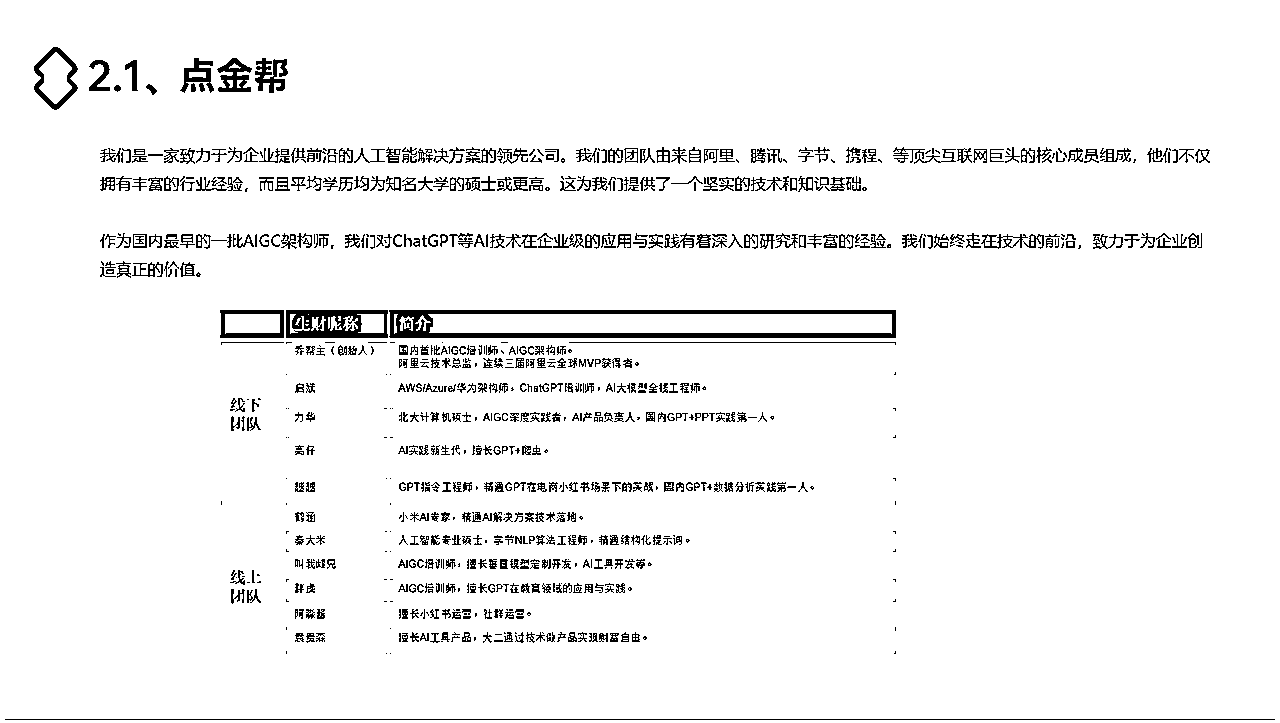 2.1、点金帮
我们是一家致力于为企业提供前沿的人工智能解决方案的领先公司。我们的团队由来自阿里、腾讯、字节、携程、等顶尖互联网巨头的核心成员组成，他们不仅
拥有丰富的行业经验，而且平均学历均为知名大学的硕士或更高。这为我们提供了一个坚实的技术和知识基础。
作为国内最早的一批AIGC架构师，我们对ChatGPT等AI技术在企业级的应用与实践有着深入的研究和丰富的经验。我们始终走在技术的前沿，致力于为企业创
造真正的价值。
生财昵称 简介
线下
团队
乔帮主（创始人） 国内首批AIGC培训师、AIGC架构师。
阿里云技术总监，连续三届阿里云全球MVP获得者。
AWS/Azure/华为架构师，ChatGPT培训师，AI大模型全栈工程师。
力华 北大计算机硕士，AIGC深度实践者，AI产品负责人，国内GPT+PPT实践第一人。
亮仔 AI实践新生代，擅长GPT+爬虫。
越越 GPT指令工程师，精通GPT在电商小红书场景下的实战，国内GPT+数据分析实践第一人。
线上
团队
鹤涵 小米AI专家，精通AI解决方案技术落地。
秦大米 人工智能专业硕士，字节NLP算法工程师，精通结构化提示词。
叫我峰兄 AIGC培训师，擅长垂直模型定制开发，AI工具开发等。
胖虎 AIGC培训师，擅长GPT在教育领域的应用与实践。
阿淼酱 擅长小红书运营，社群运营。
擅长AI工具产品，大二通过技术做产品实现财富自由。